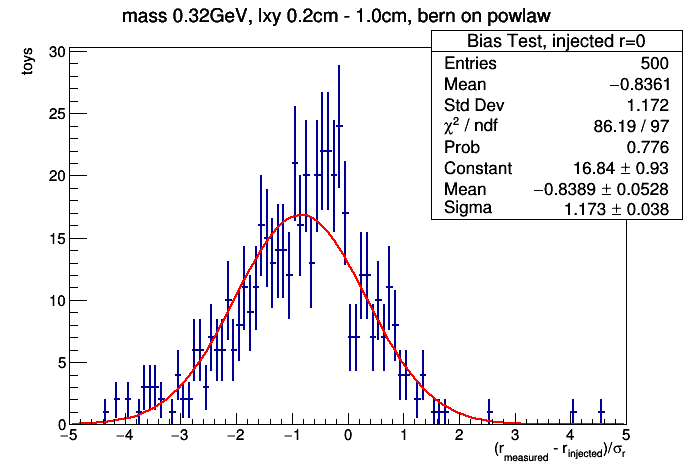 mass 0.32GeV, lxy 0.2cm - 1.0cm, bern on powlaw
toys
Bias Test, injected r=0
Entries 500
Mean −0.8361
Std Dev 1.172
χ² / ndf 86.19 / 97
Prob 0.776
Constant 16.84 ± 0.93
Mean −0.8389 ± 0.0528
Sigma 1.173 ± 0.038
30
25
20
15
10
5
0
−5 −4 −3 −2 −1 0 1 2 3 4 5
(r_measured - r_injected)/σ_r